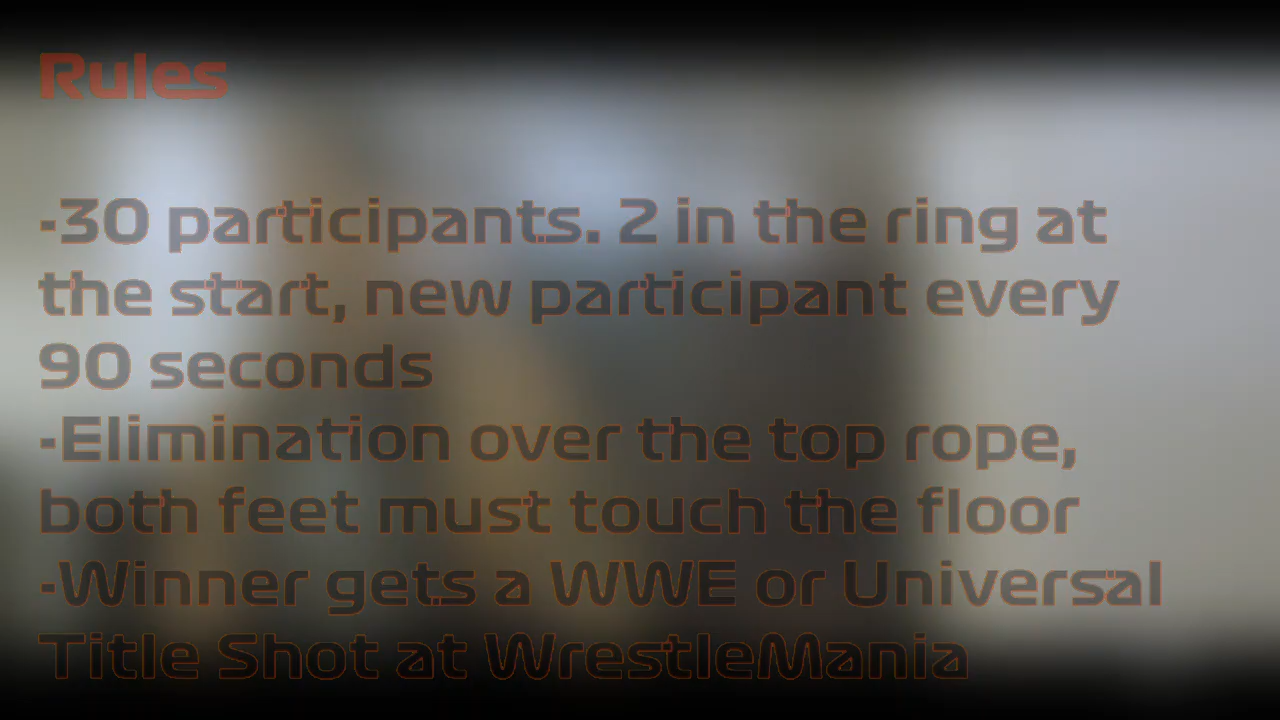 Rules
·30 participants. 2 in the ring at
the start, new participant every
90 seconds
·Elimination over the top rope,
both feet must touch the floor
·Winner gets a WWE or Universal
Title Shot at WrestleMania